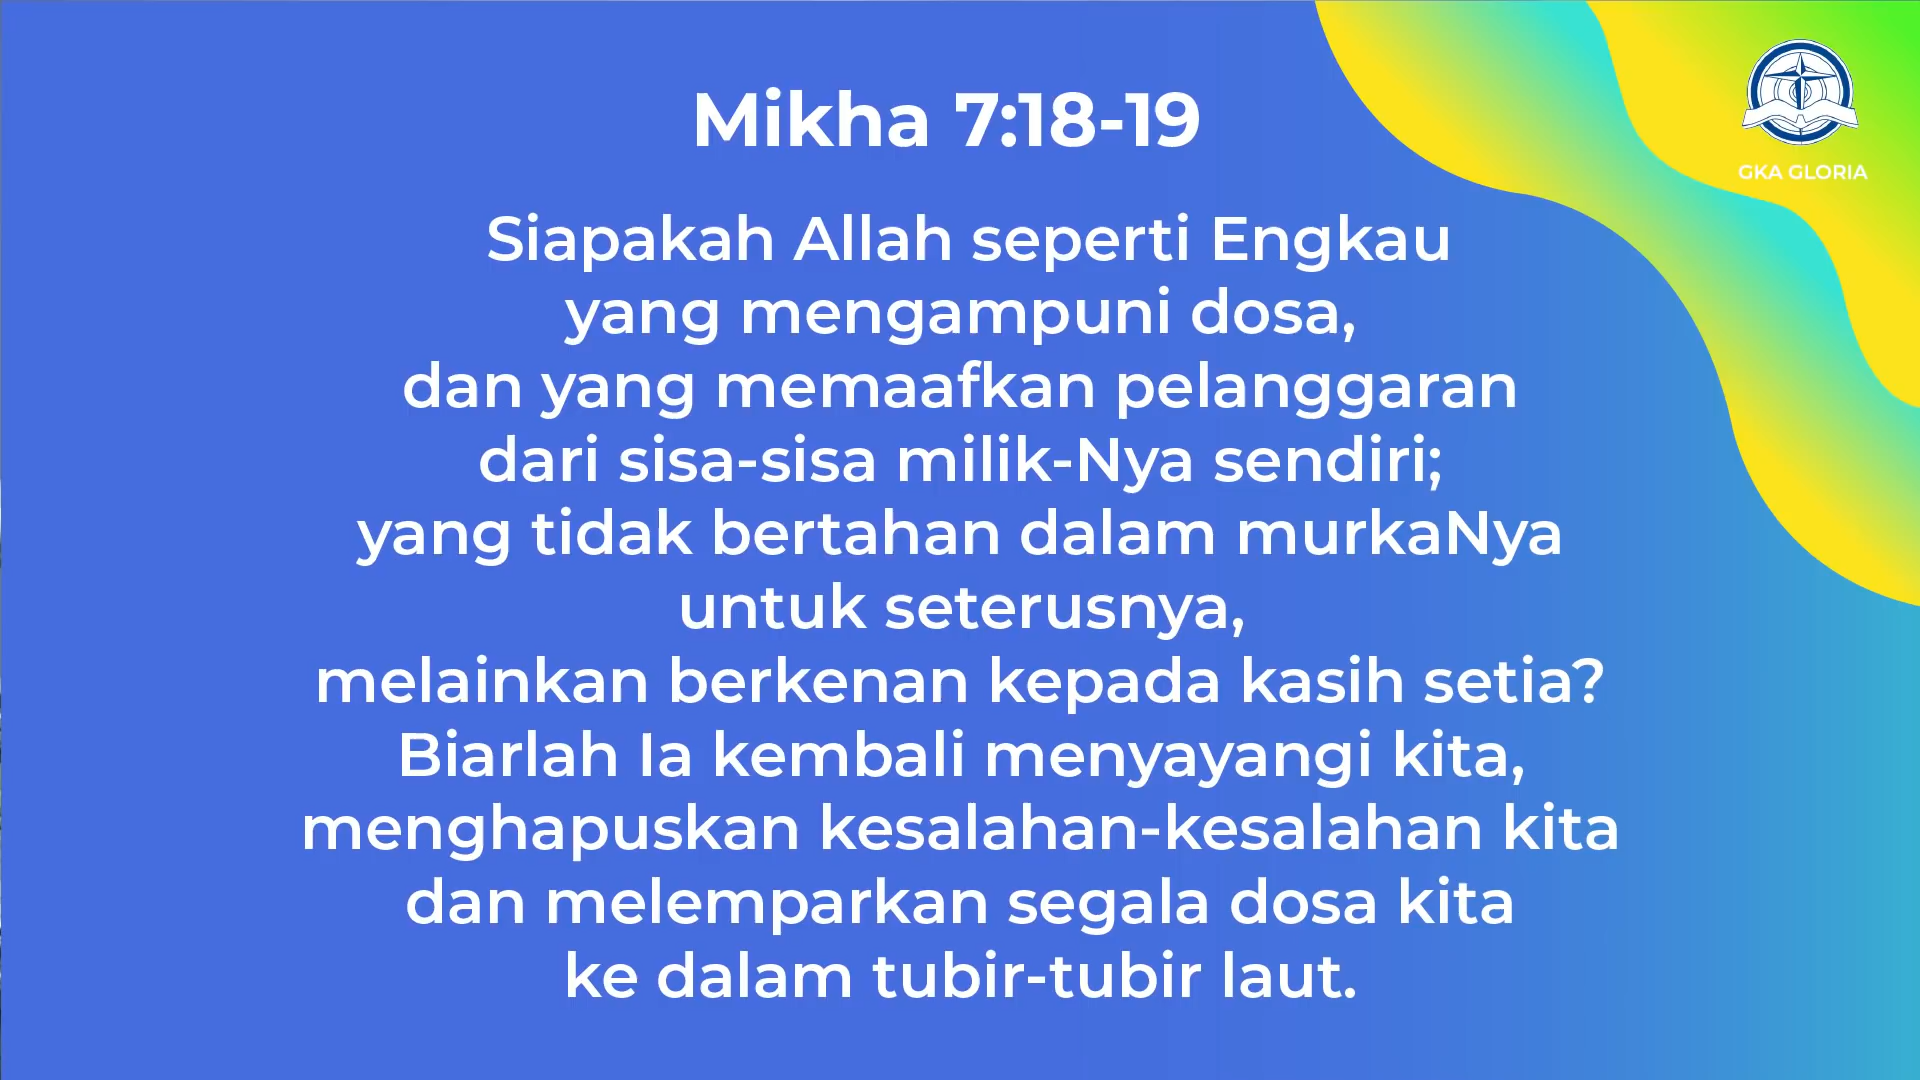 Mikha 7:18-19
GKA GLORIA
Siapakah Allah seperti Engkau
yang mengampuni dosa,
dan yang memaafkan pelanggaran
dari sisa-sisa milik-Nya sendiri;
yang tidak bertahan dalam murkaNya
untuk seterusnya,
melainkan berkenan kepada kasih setia?
Biarlah Ia kembali menyayangi kita,
menghapuskan kesalahan-kesalahan kita
dan melemparkan segala dosa kita
ke dalam tubir-tubir laut.